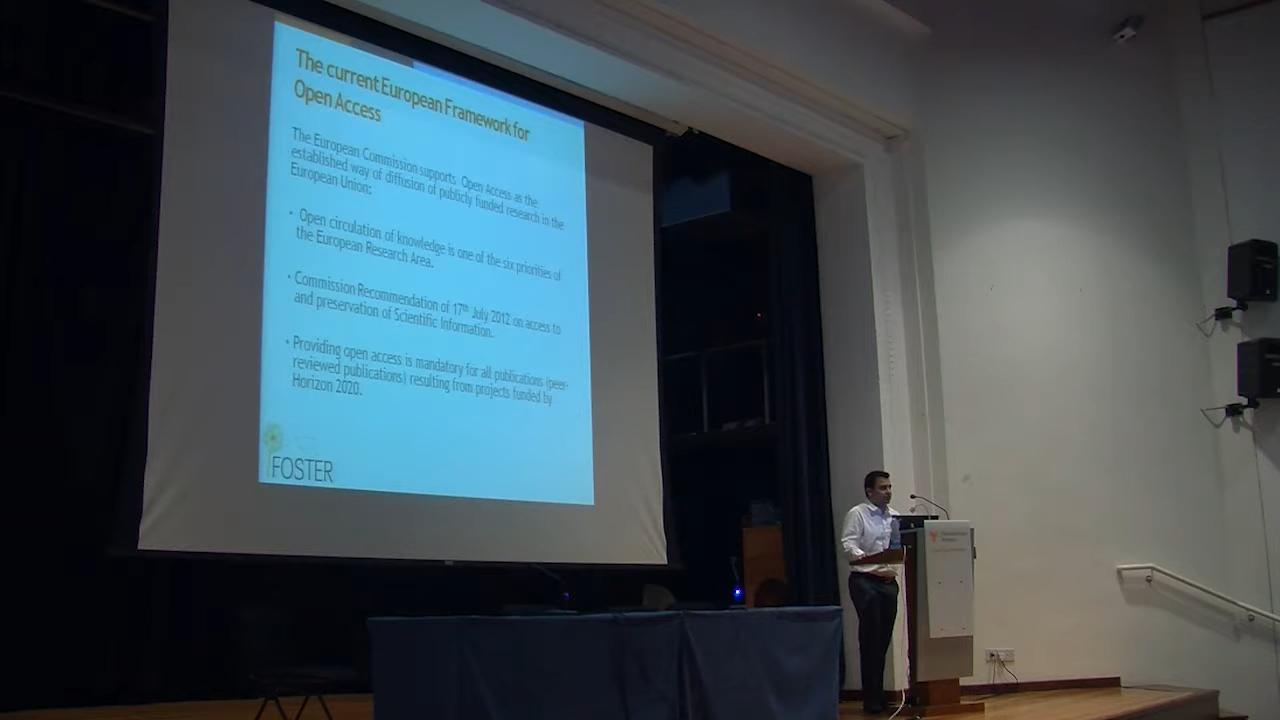 The current European Framework for
Open Access
The European Commission supports Open Access as the
established way of diffusion of publicly funded research in the
European Union:
• Open circulation of knowledge is one of the six priorities of
the European Research Area.
• Commission Recommendation of 17th July 2012 on access to
and preservation of Scientific Information.
• Providing open access is mandatory for all publications (peer-
reviewed publications) resulting from projects funded by
Horizon 2020.
FOSTER